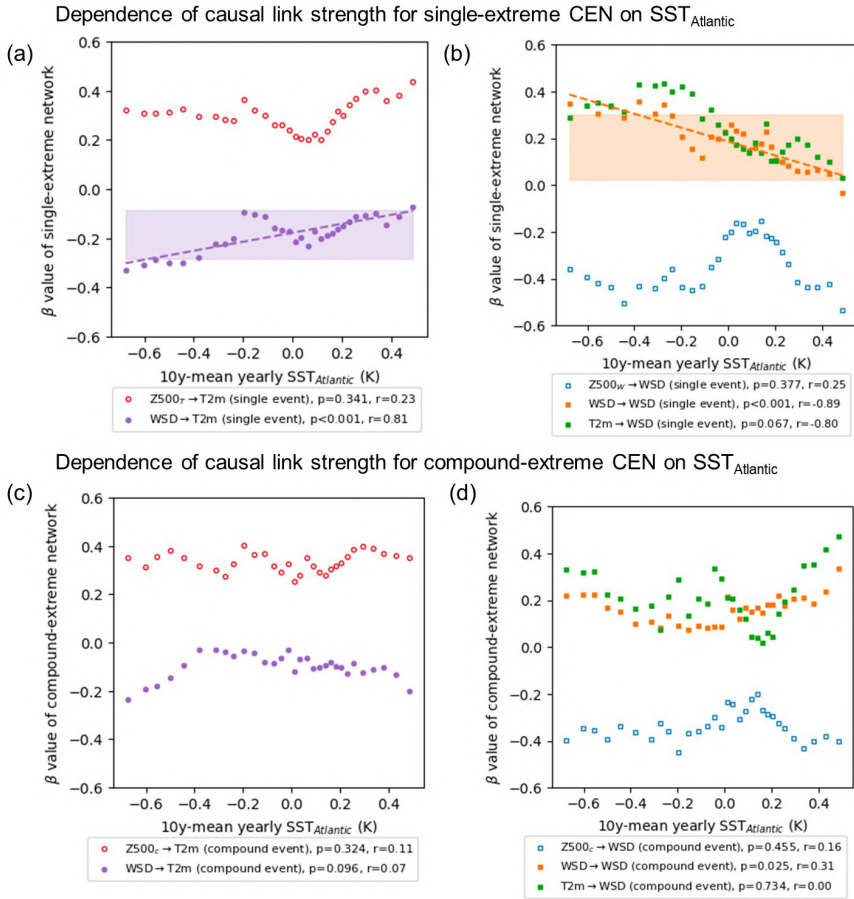 Dependence of causal link strength for single-extreme CEN on SST_Atlantic
(a)
(b)
0.6
0.4
0.2
0.0
−0.2
−0.4
−0.6
β value of single-extreme network
−0.6 −0.4 −0.2 0.0 0.2 0.4
10y-mean yearly SST_Atlantic (K)
Z500_T → T2m (single event), p=0.341, r=0.23
WSD → T2m (single event), p<0.001, r=0.81
0.6
0.4
0.2
0.0
−0.2
−0.4
−0.6
β value of single-extreme network
−0.6 −0.4 −0.2 0.0 0.2 0.4
10y-mean yearly SST_Atlantic (K)
Z500_W → WSD (single event), p=0.377, r=0.25
WSD → WSD (single event), p<0.001, r=-0.89
T2m → WSD (single event), p=0.067, r=-0.80
Dependence of causal link strength for compound-extreme CEN on SST_Atlantic
(c)
(d)
0.6
0.4
0.2
0.0
−0.2
−0.4
−0.6
β value of compound-extreme network
−0.6 −0.4 −0.2 0.0 0.2 0.4
10y-mean yearly SST_Atlantic (K)
Z500_c → T2m (compound event), p=0.324, r=0.11
WSD → T2m (compound event), p=0.096, r=0.07
0.6
0.4
0.2
0.0
−0.2
−0.4
−0.6
β value of compound-extreme network
−0.6 −0.4 −0.2 0.0 0.2 0.4
10y-mean yearly SST_Atlantic (K)
Z500_c → WSD (compound event), p=0.455, r=0.16
WSD → WSD (compound event), p=0.025, r=0.31
T2m → WSD (compound event), p=0.734, r=0.00